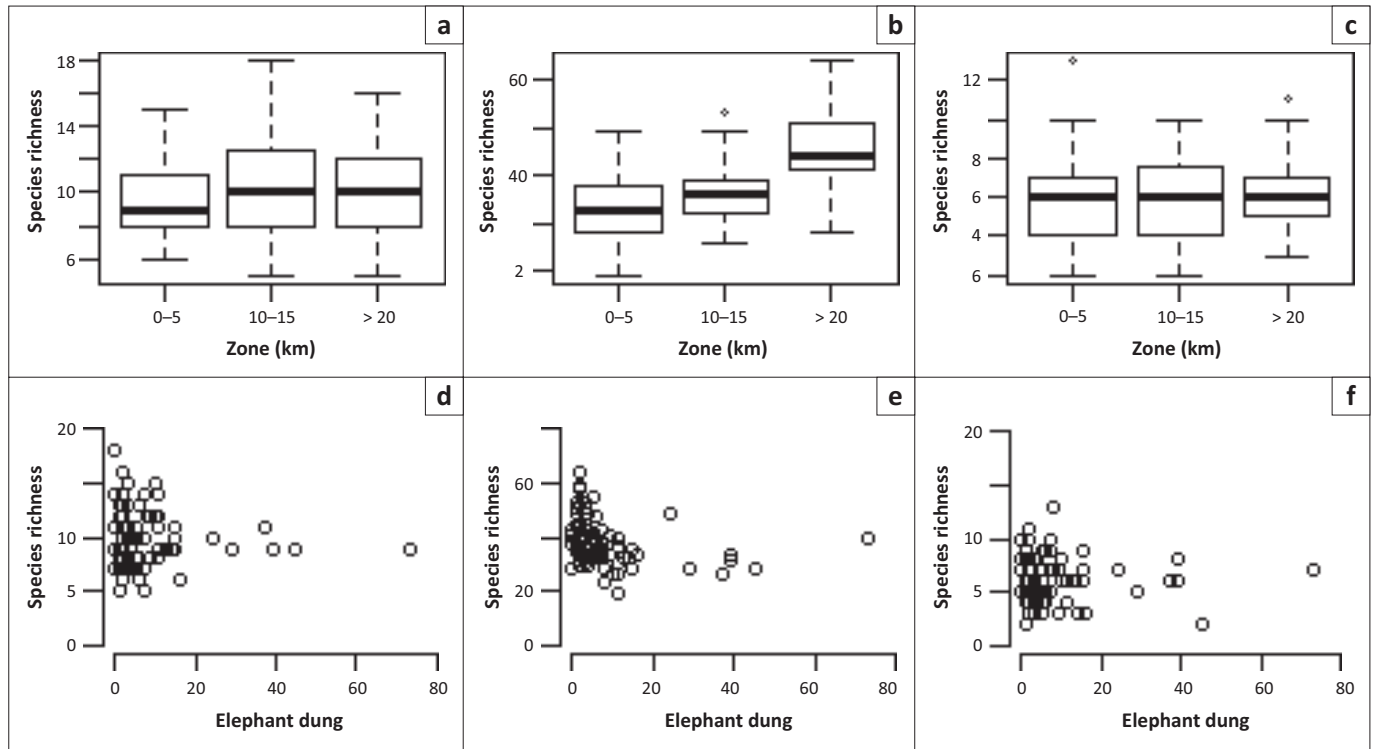 a
Species richness
18
14
10
6
0–5 10–15 > 20
Zone (km)
b
Species richness
60
40
2
0–5 10–15 > 20
Zone (km)
c
Species richness
12
8
6
4
6
0–5 10–15 > 20
Zone (km)
d
Species richness
20
10
5
0
0 20 40 60 80
Elephant dung
e
Species richness
60
40
20
0
0 20 40 60 80
Elephant dung
f
Species richness
20
10
5
0
0 20 40 60 80
Elephant dung